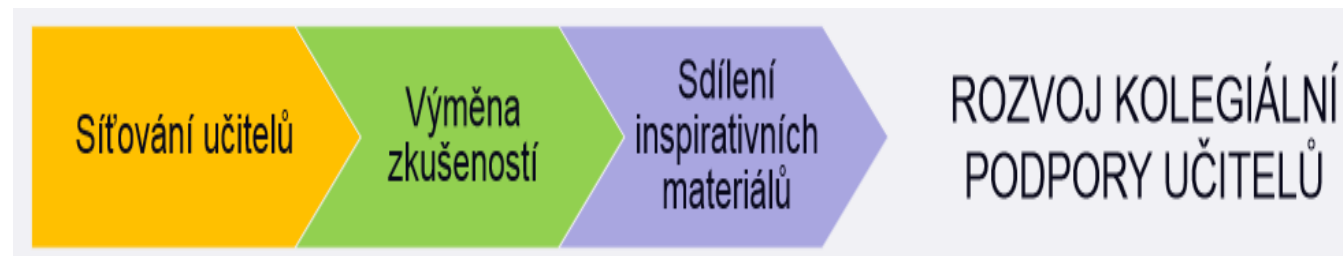 Síťování učitelů
Výměna
zkušeností
Sdílení
inspirativních
materiálů
ROZVOJ KOLEGIÁLNÍ
PODPORY UČITELŮ